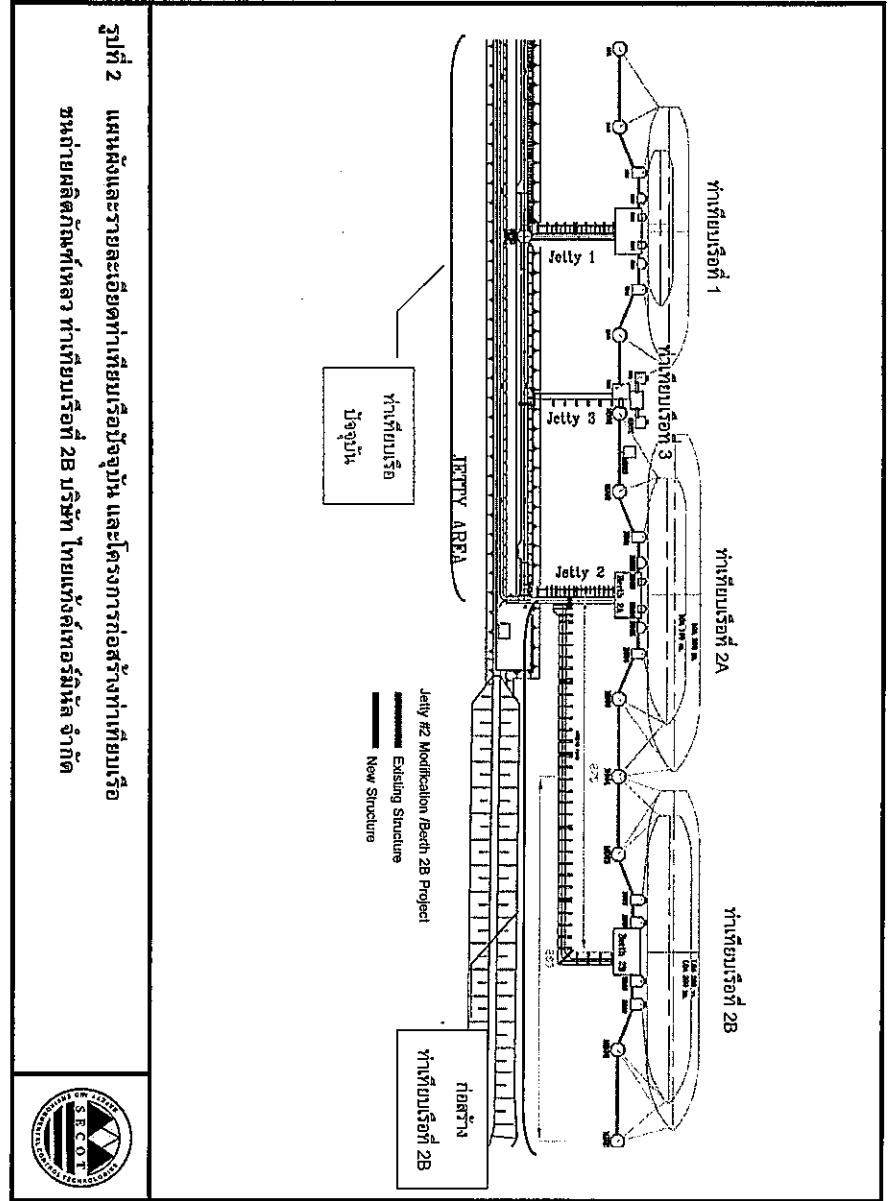 ท่าเทียบเรือที่ 1
ท่าเทียบเรือที่ 2A
ท่าเทียบเรือที่ 2B
ท่าเทียบเรือที่ 3
Jetty 1
Jetty 3
Jetty 2
Berth 2A
Berth 2B
JETTY AREA
ท่าเทียบเรือ
ปัจจุบัน
Jetty #2 Modification /Berth 2B Project
Existing Structure
New Structure
ก่อสร้าง
ท่าเทียบเรือที่ 2B
รูปที่ 2 แผนผังและรายละเอียดท่าเทียบเรือปัจจุบัน และโครงการก่อสร้างท่าเทียบเรือ
ขนถ่ายผลิตภัณฑ์เหลว ท่าเทียบเรือที่ 2B บริษัท ไทยแท้งค์เทอร์มินัล จำกัด
SECOT
SAFETY AND ENVIRONMENTAL CONTROL TECHNOLOGIES